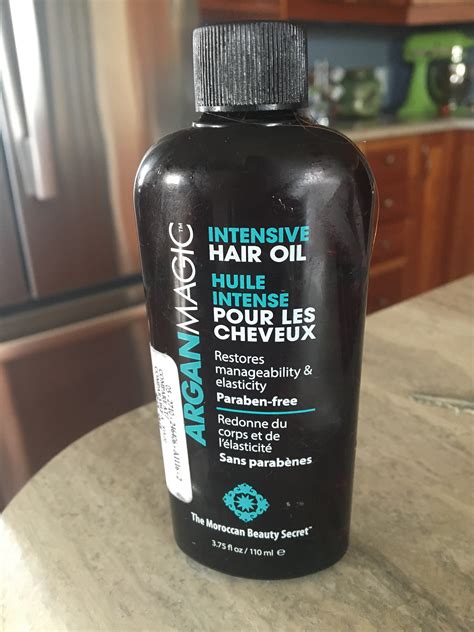 ARGANMAGIC™
INTENSIVE
HAIR OIL
HUILE
INTENSE
POUR LES
CHEVEUX
Restores
manageability &
elasticity
Paraben-free
Redonne du
corps et de
l'élasticité
Sans parabènes
The Moroccan Beauty Secret™
3.75 fl oz / 110 ml e